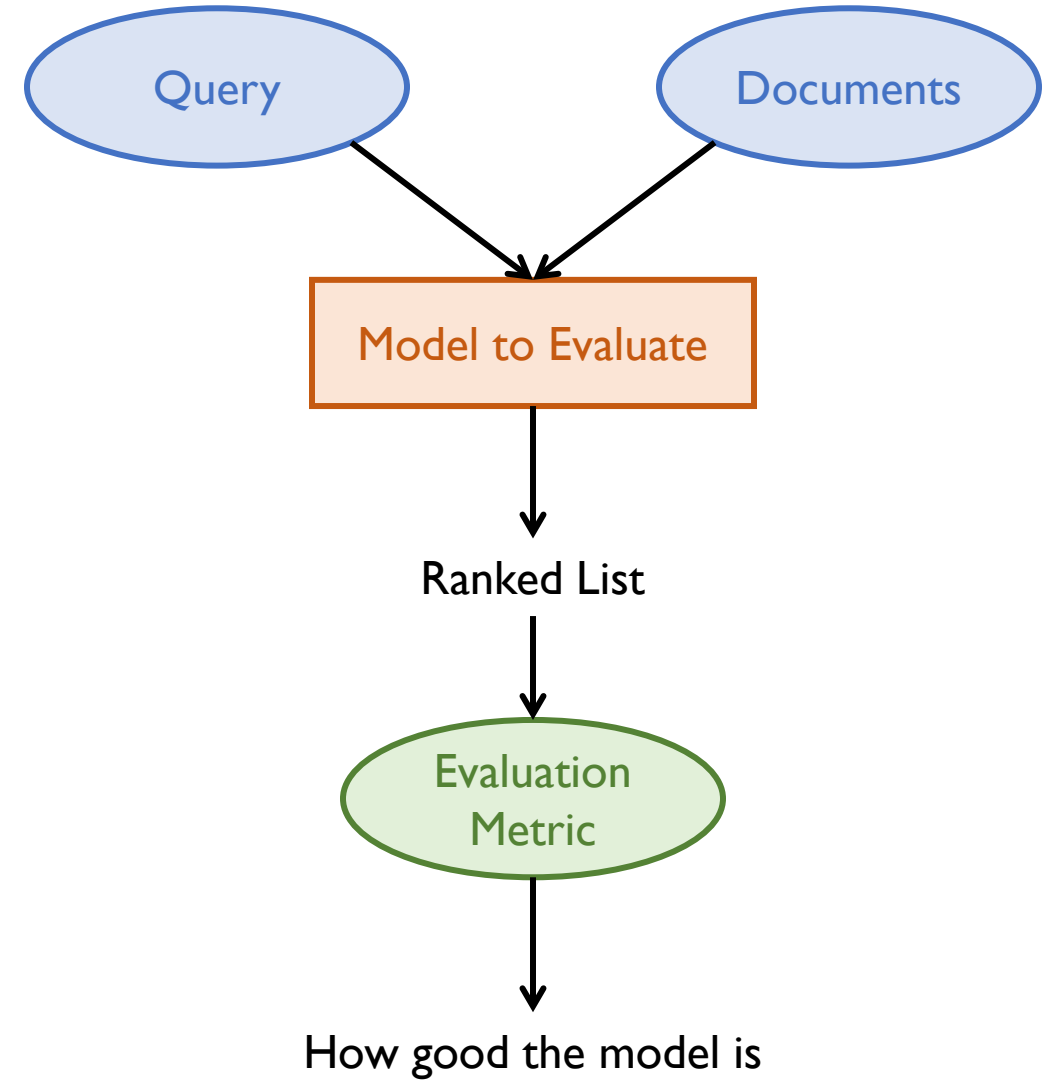 Query
Documents
Model to Evaluate
Ranked List
Evaluation
Metric
How good the model is